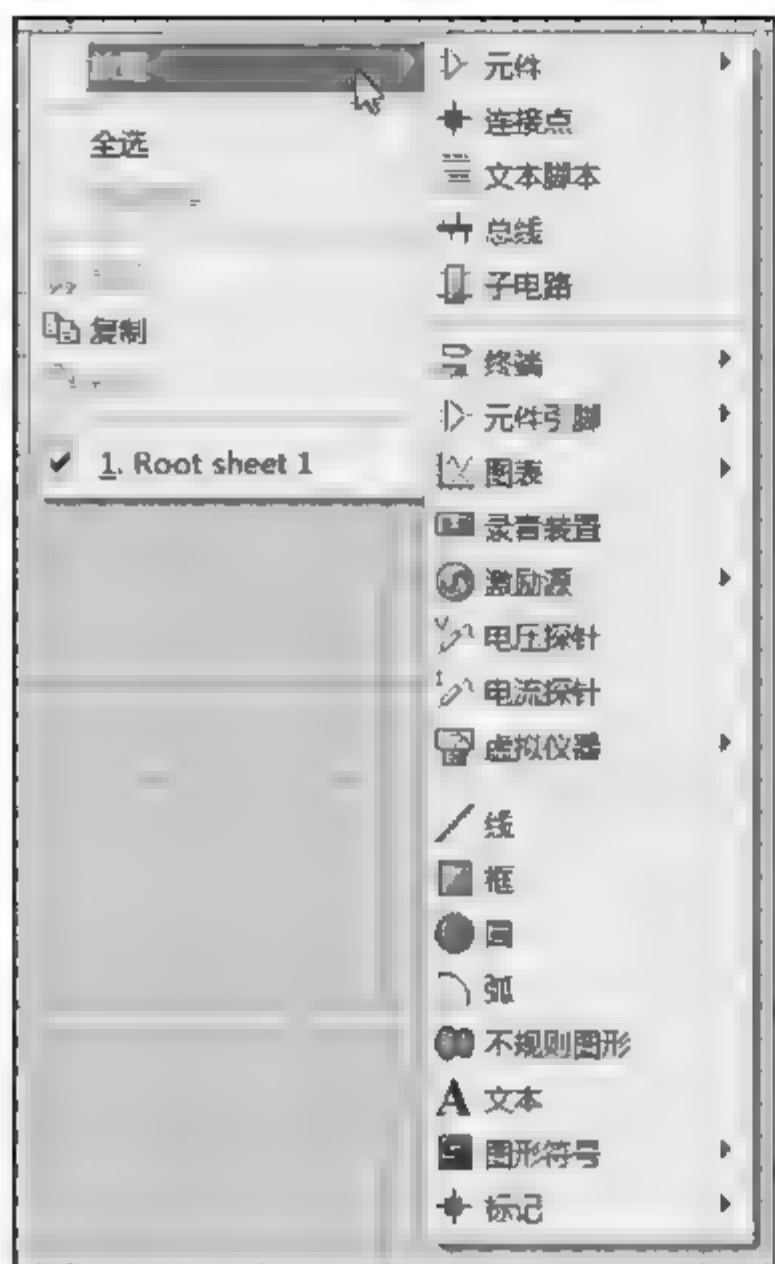 全选
复制
1. Root sheet 1
元件
连接点
文本脚本
总线
子电路
终端
元件引脚
图表
录音装置
激励源
电压探针
电流探针
虚拟仪器
线
框
圆
弧
不规则图形
A 文本
图形符号
标记